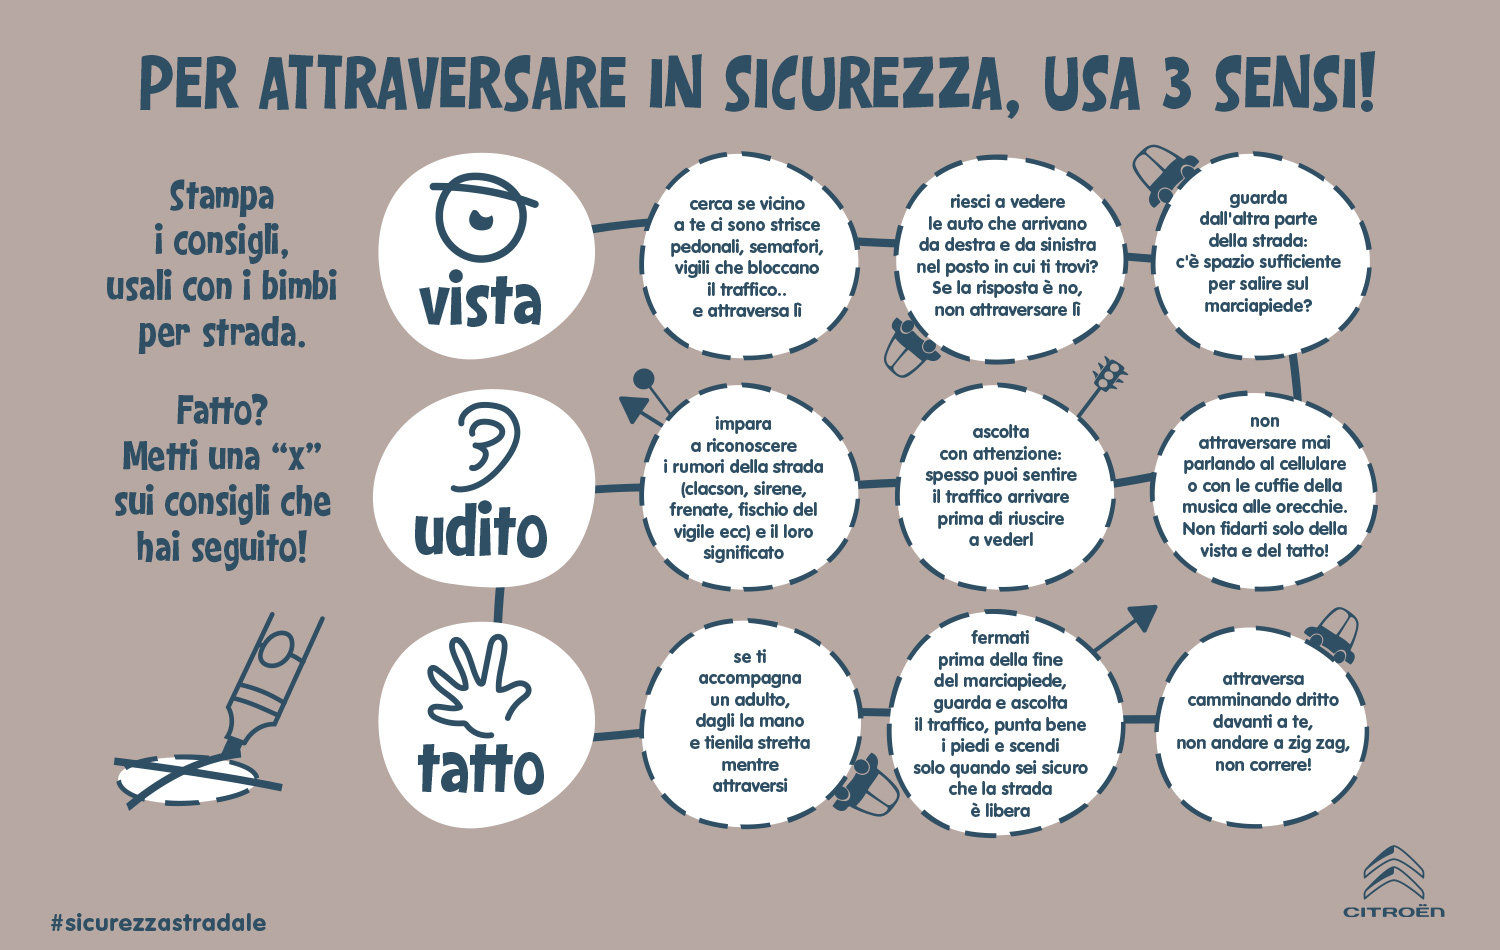 PER ATTRAVERSARE IN SICUREZZA, USA 3 SENSI!
Stampa
i consigli,
usali con i bimbi
per strada.
Fatto?
Metti una “x”
sui consigli che
hai seguito!
vista
cerca se vicino
a te ci sono strisce
pedonali, semafori,
vigili che bloccano
il traffico..
e attraversa lì
riesci a vedere
le auto che arrivano
da destra e da sinistra
nel posto in cui ti trovi?
Se la risposta è no,
non attraversare lì
guarda
dall'altra parte
della strada:
c'è spazio sufficiente
per salire sul
marciapiede?
udito
impara
a riconoscere
i rumori della strada
(clacson, sirene,
frenate, fischio del
vigile ecc) e il loro
significato
ascolta
con attenzione:
spesso puoi sentire
il traffico arrivare
prima di riuscire
a vederl
non
attraversare mai
parlando al cellulare
o con le cuffie della
musica alle orecchie.
Non fidarti solo della
vista e del tatto!
tatto
se ti
accompagna
un adulto,
dagli la mano
e tienila stretta
mentre
attraversi
fermati
prima della fine
del marciapiede,
guarda e ascolta
il traffico, punta bene
i piedi e scendi
solo quando sei sicuro
che la strada
è libera
attraversa
camminando dritto
davanti a te,
non andare a zig zag,
non correre!
#sicurezzastradale
CITROËN